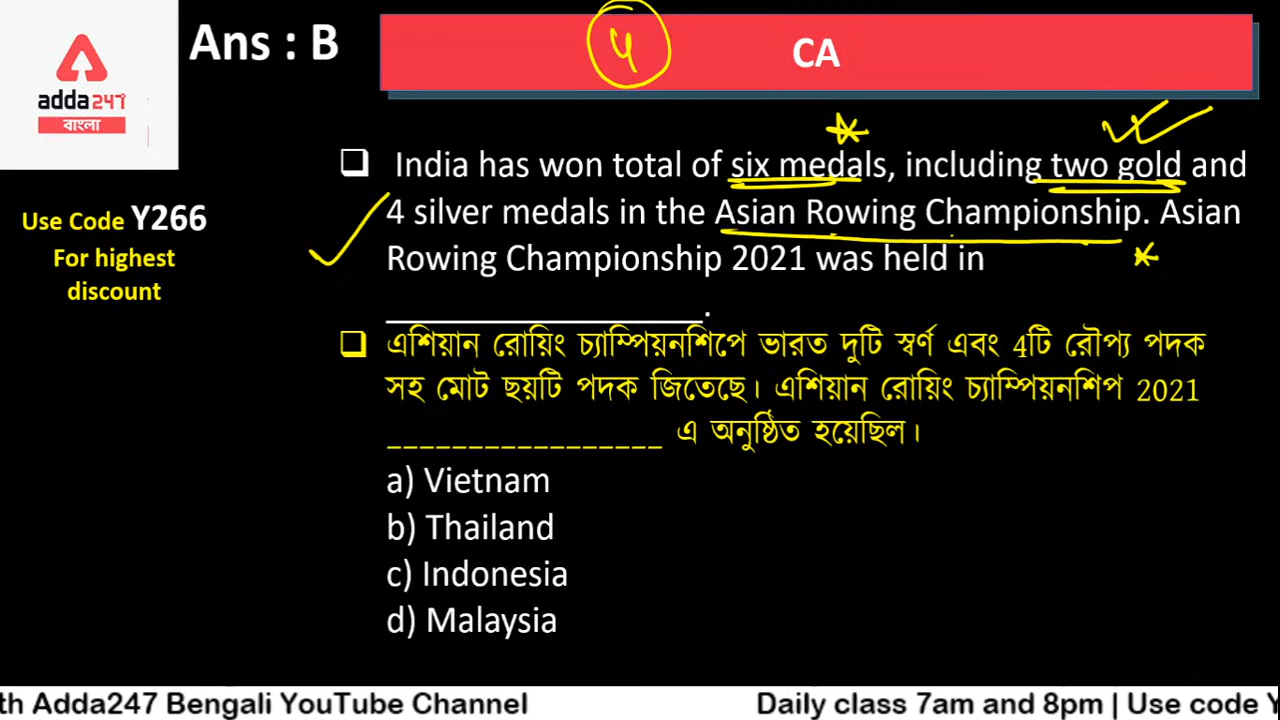 Ans : B
4
CA
adda247
বাংলা
Use Code Y266
For highest
discount
❑ India has won total of six medals, including two gold and
4 silver medals in the Asian Rowing Championship. Asian
Rowing Championship 2021 was held in
__________________.
❑ এশিয়ান রোয়িং চ্যাম্পিয়নশিপে ভারত দুটি স্বর্ণ এবং 4টি রৌপ্য পদক
সহ মোট ছয়টি পদক জিতেছে। এশিয়ান রোয়িং চ্যাম্পিয়নশিপ 2021
_________________ এ অনুষ্ঠিত হয়েছিল।
a) Vietnam
b) Thailand
c) Indonesia
d) Malaysia
th Adda247 Bengali YouTube Channel
Daily class 7am and 8pm | Use code Y